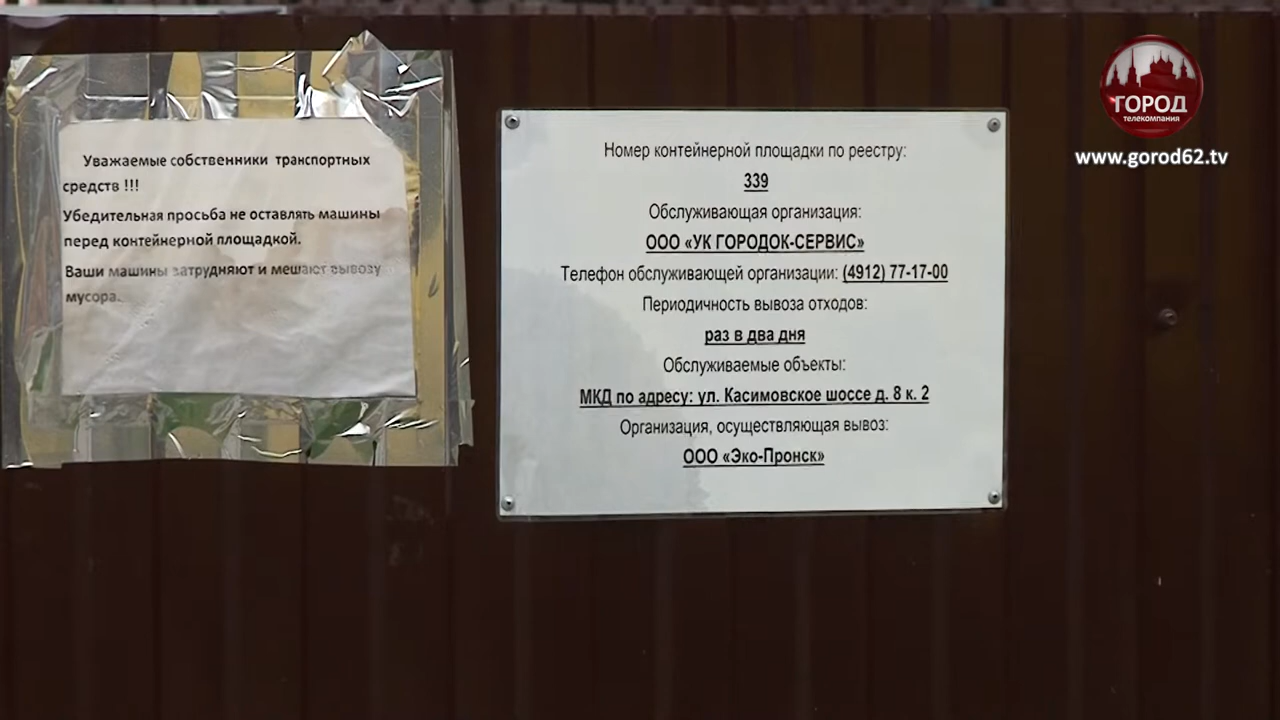 Уважаемые собственники транспортных
средств !!!
Убедительная просьба не оставлять машины
перед контейнерной площадкой.
Ваши машины затрудняют и мешают вывозу
мусора.
Номер контейнерной площадки по реестру:
339
Обслуживающая организация:
ООО «УК ГОРОДОК-СЕРВИС»
Телефон обслуживающей организации: (4912) 77-17-00
Периодичность вывоза отходов:
раз в два дня
Обслуживаемые объекты:
МКД по адресу: ул. Касимовское шоссе д. 8 к. 2
Организация, осуществляющая вывоз:
ООО «Эко-Пронск»
ГОРОД
телекомпания
www.gorod62.tv